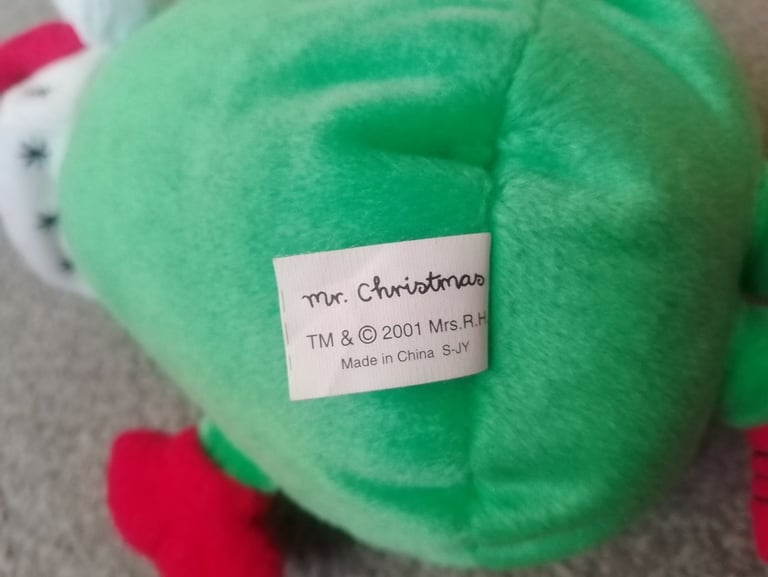 mr. Christmas
TM & © 2001 Mrs.R.H
Made in China S-JY